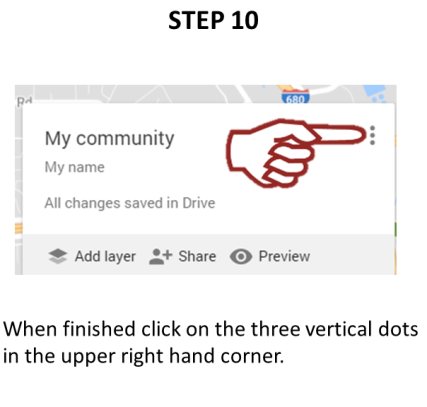 STEP 10
Rd
680
My community
My name
All changes saved in Drive
Add layer Share Preview
When finished click on the three vertical dots
in the upper right hand corner.